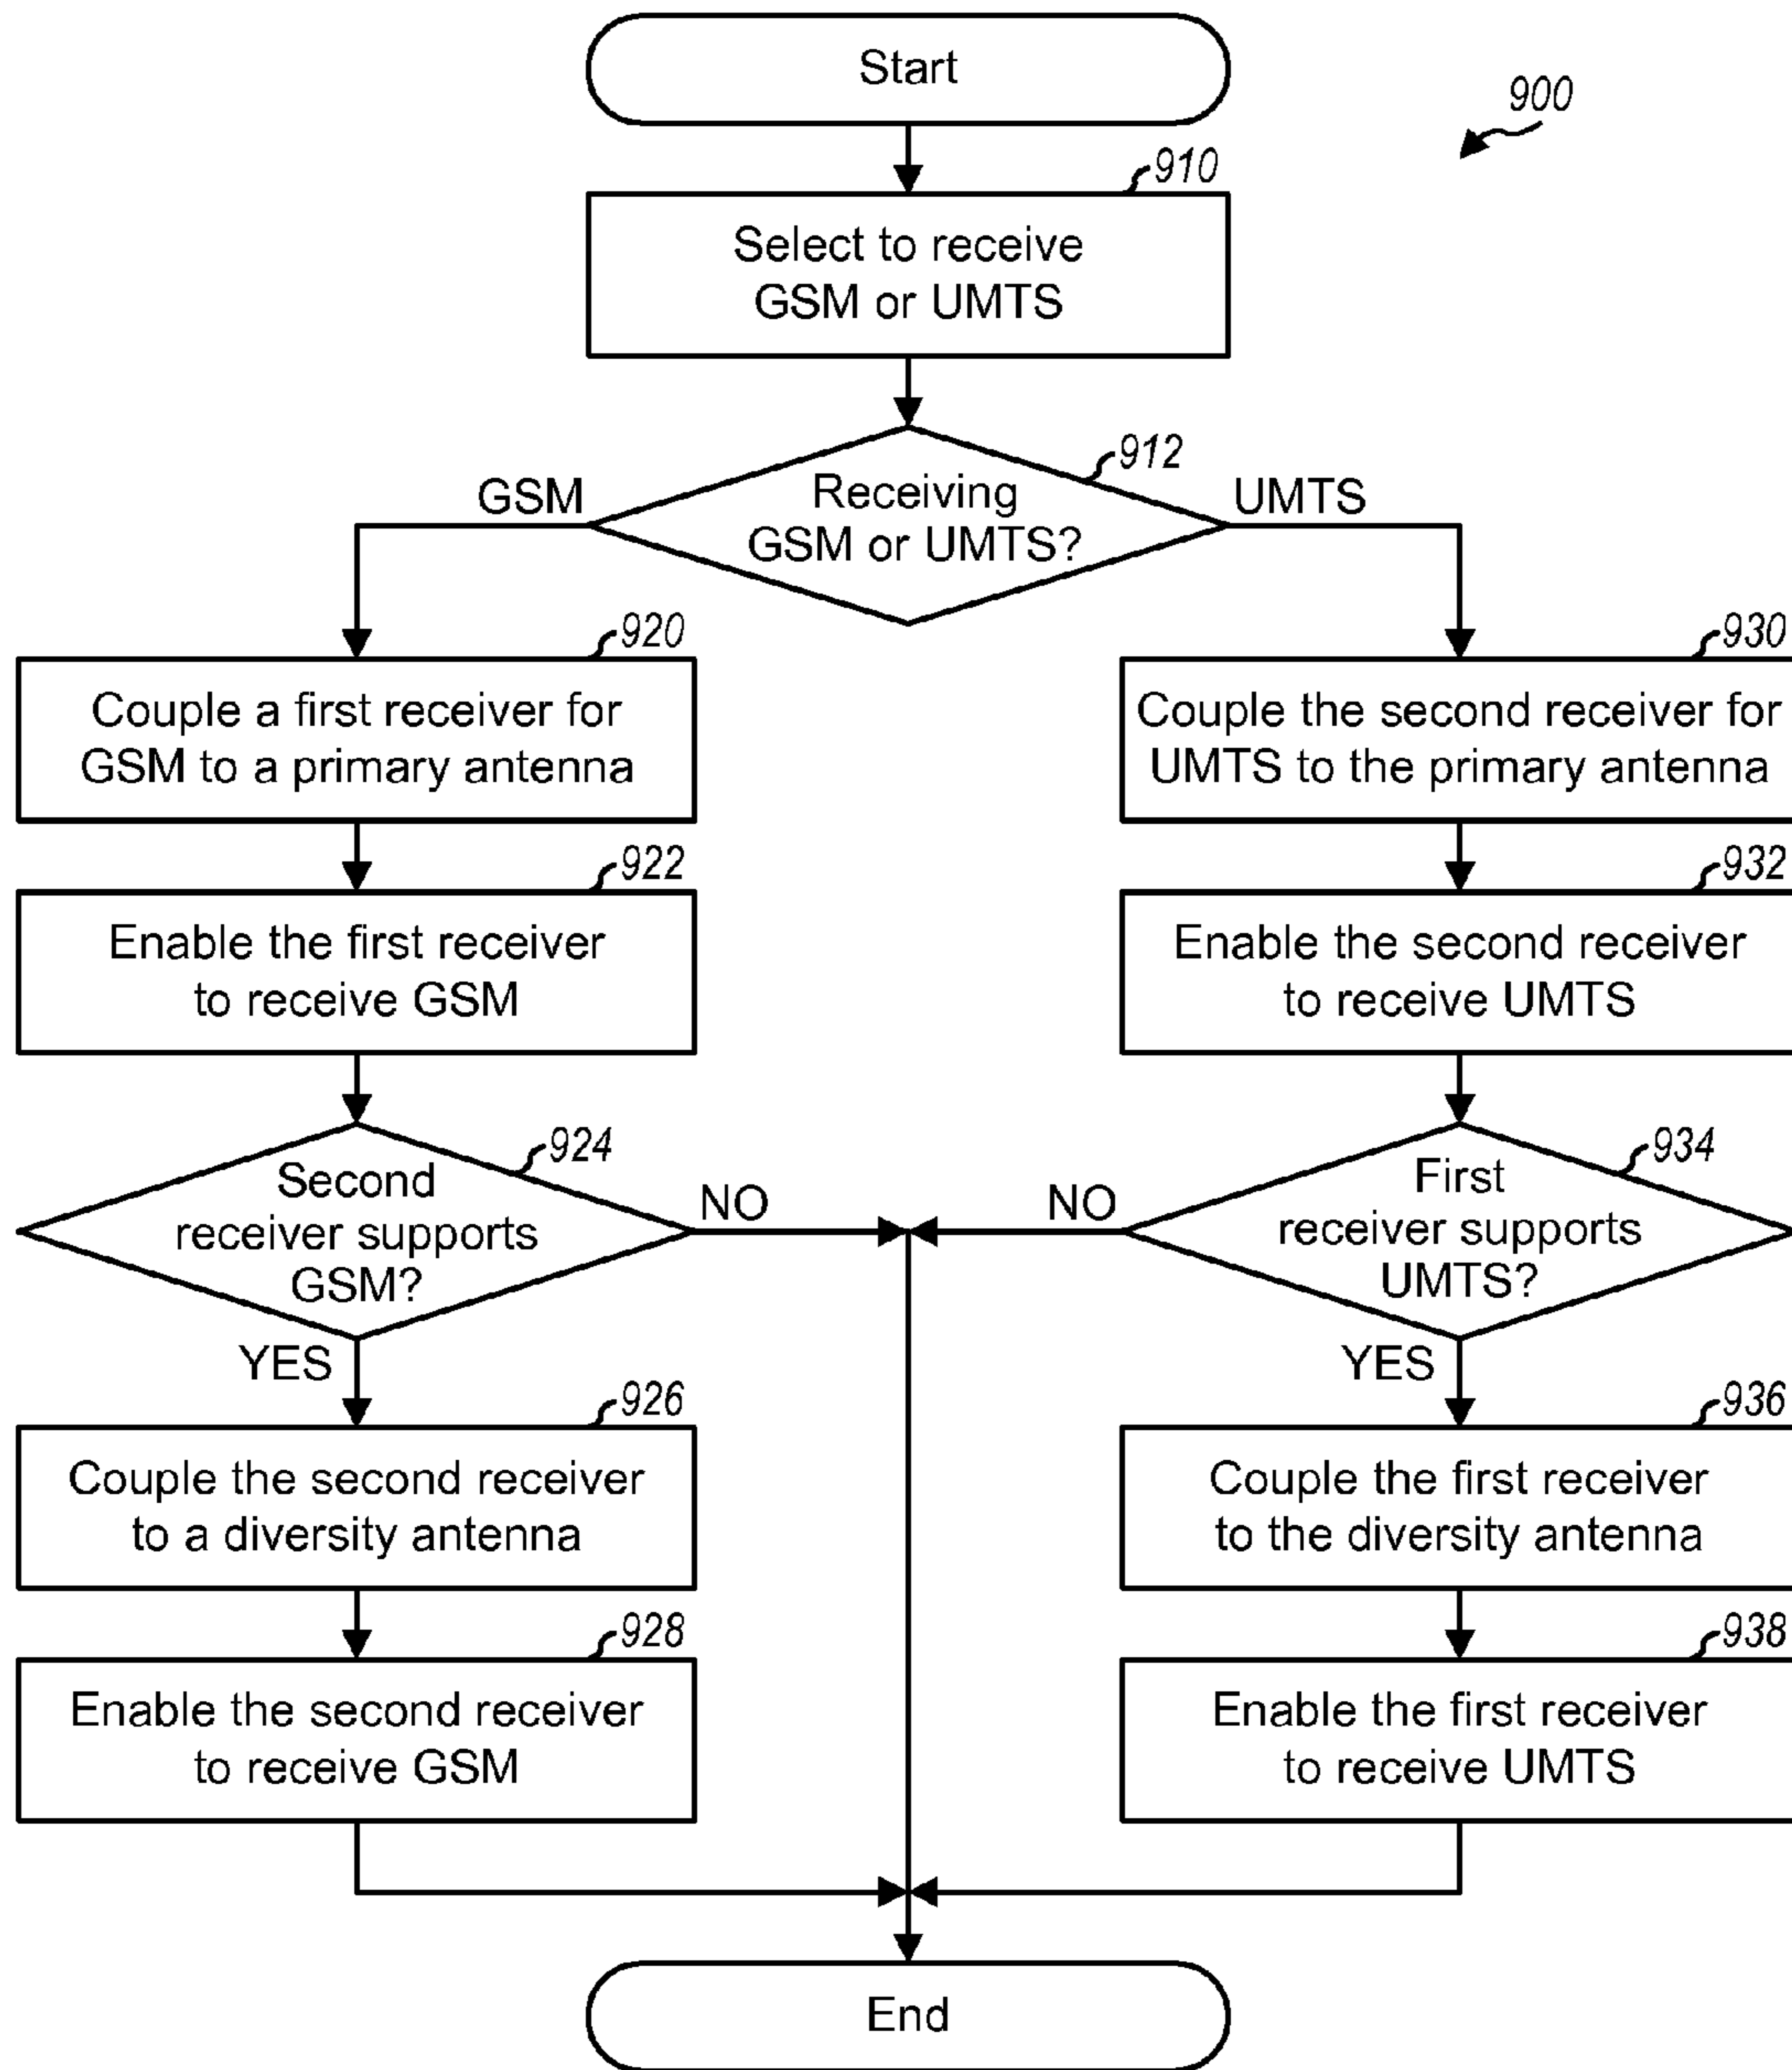 Start
900
910
Select to receive
GSM or UMTS
912
GSM
Receiving
GSM or UMTS?
UMTS
920
Couple a first receiver for
GSM to a primary antenna
930
Couple the second receiver for
UMTS to the primary antenna
922
Enable the first receiver
to receive GSM
932
Enable the second receiver
to receive UMTS
924
Second
receiver supports
GSM?
NO
YES
934
First
receiver supports
UMTS?
NO
YES
926
Couple the second receiver
to a diversity antenna
936
Couple the first receiver
to the diversity antenna
928
Enable the second receiver
to receive GSM
938
Enable the first receiver
to receive UMTS
End